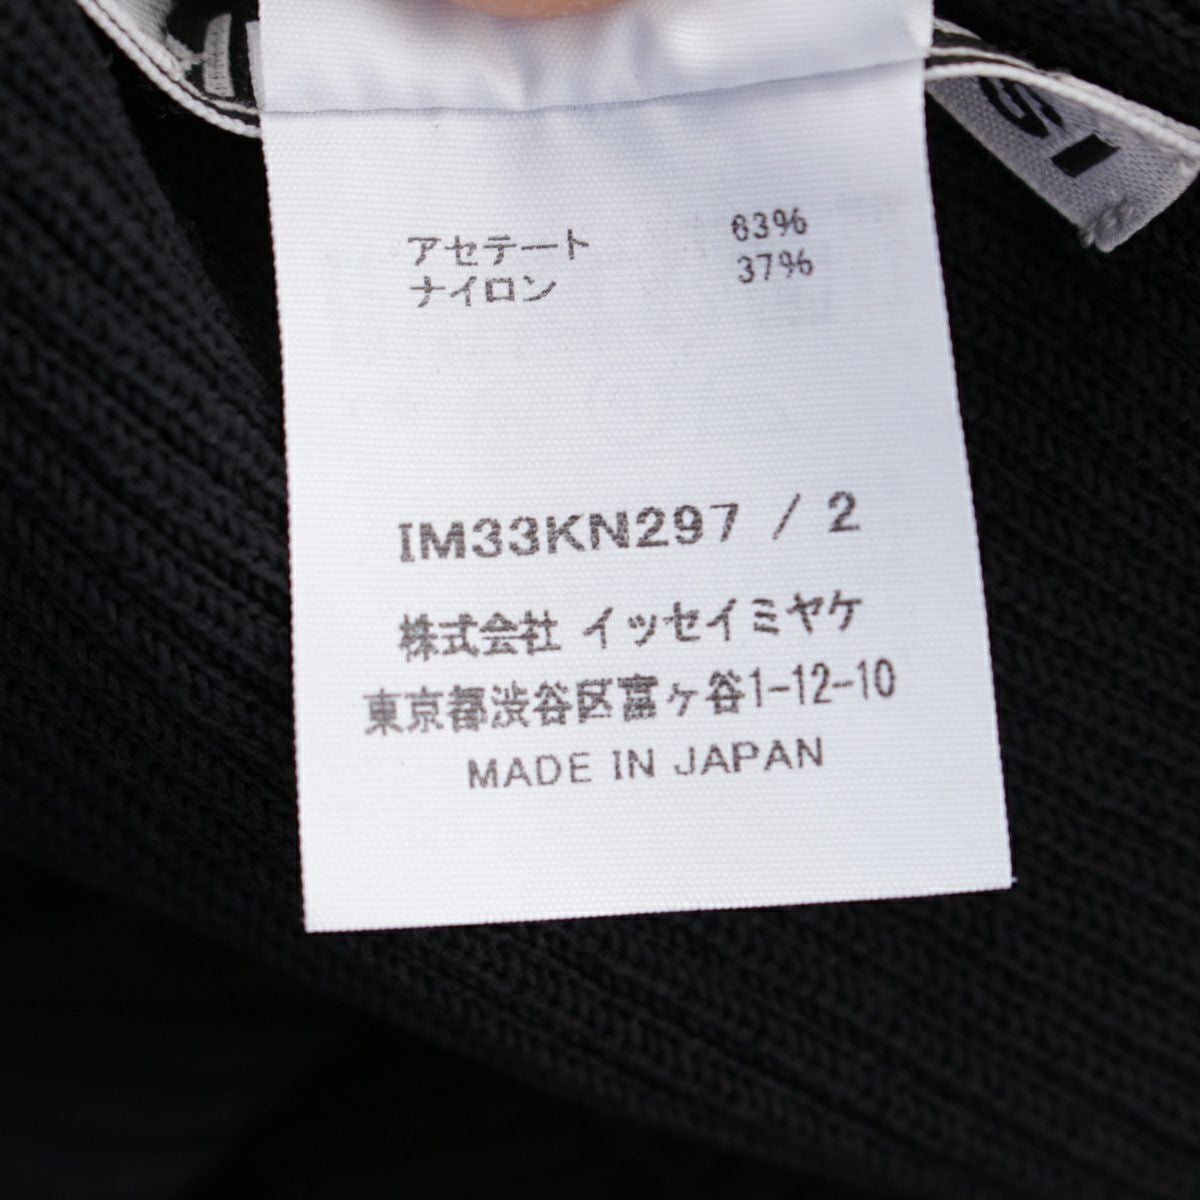 SI
アセテート 63%
ナイロン 37%
IM33KN297 / 2
株式会社 イッセイミヤケ
東京都渋谷区富ヶ谷1-12-10
MADE IN JAPAN